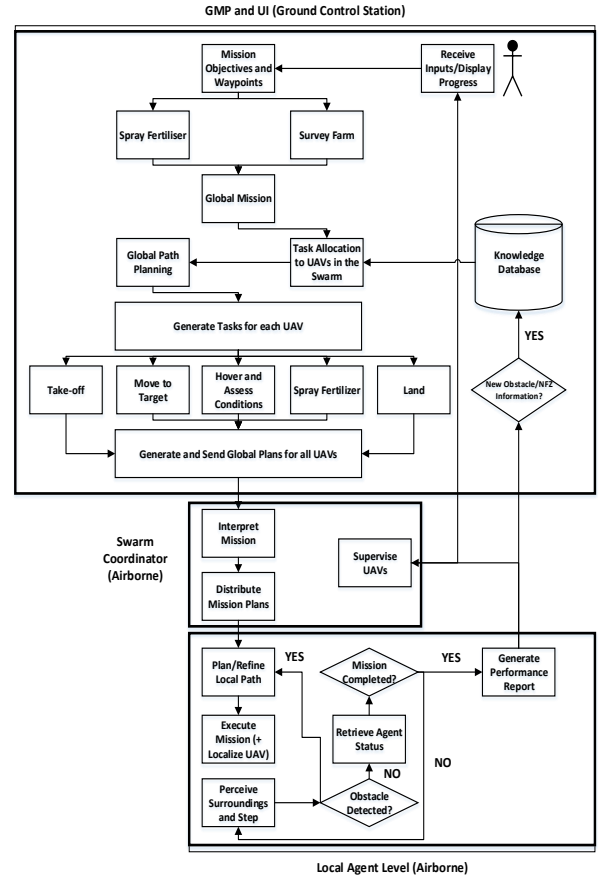 GMP and UI (Ground Control Station)
Mission
Objectives and
Waypoints
Receive
Inputs/Display
Progress
Spray Fertiliser
Survey Farm
Global Mission
Global Path
Planning
Task Allocation
to UAVs in the
Swarm
Knowledge
Database
Generate Tasks for each UAV
YES
Take-off
Move to
Target
Hover and
Assess
Conditions
Spray Fertilizer
Land
New Obstacle/NFZ
Information?
Generate and Send Global Plans for all UAVs
Swarm
Coordinator
(Airborne)
Interpret
Mission
Supervise
UAVs
Distribute
Mission Plans
Plan/Refine
Local Path
YES
Mission
Completed?
YES
Generate
Performance
Report
Execute
Mission (+
Localize UAV)
Retrieve Agent
Status
NO
NO
Perceive
Surroundings
and Step
Obstacle
Detected?
Local Agent Level (Airborne)